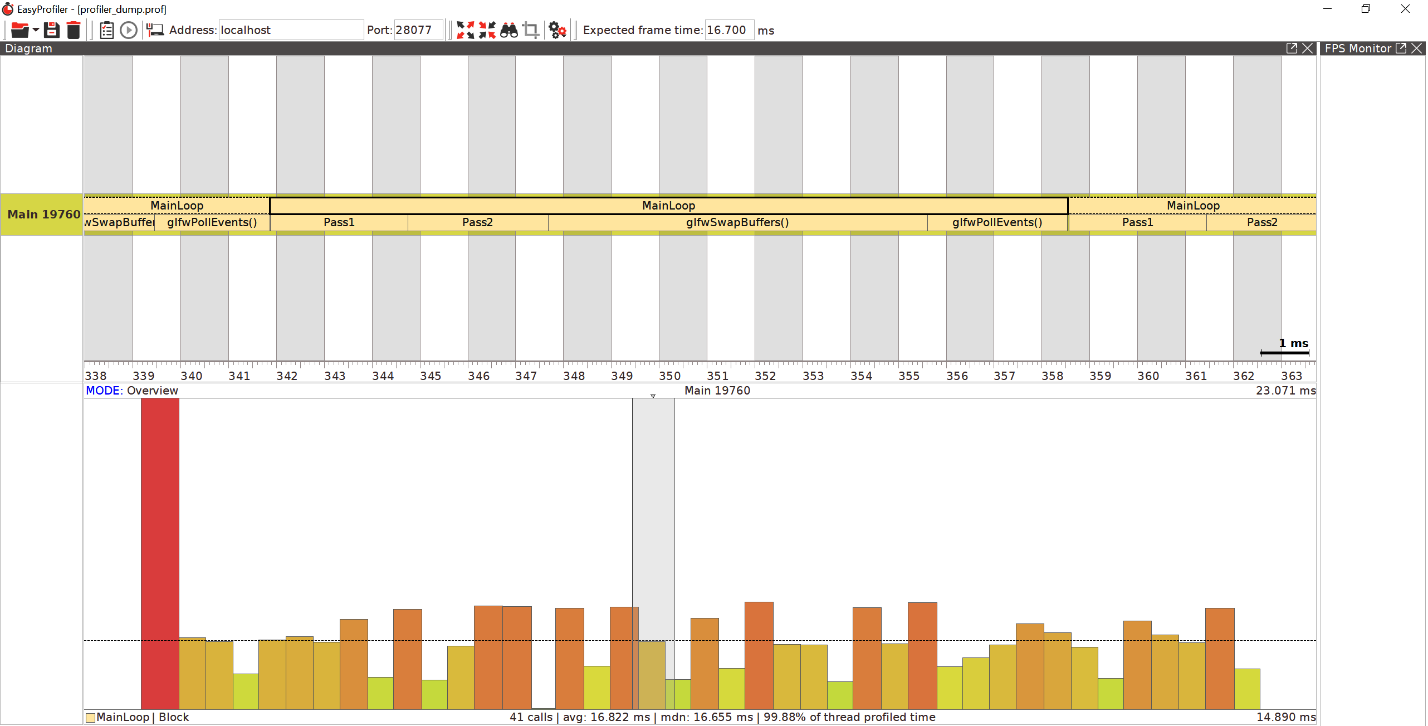 EasyProfiler - [profiler_dump.prof]
Address: localhost Port: 28077 Expected frame time: 16.700 ms
Diagram FPS Monitor
MainLoop MainLoop MainLoop
Main 19760
wSwapBuffer glfwPollEvents() Pass1 Pass2 glfwSwapBuffers() glfwPollEvents() Pass1 Pass2
1 ms
338 339 340 341 342 343 344 345 346 347 348 349 350 351 352 353 354 355 356 357 358 359 360 361 362 363
MODE: Overview Main 19760 23.071 ms
MainLoop | Block 41 calls | avg: 16.822 ms | mdn: 16.655 ms | 99.88% of thread profiled time 14.890 ms